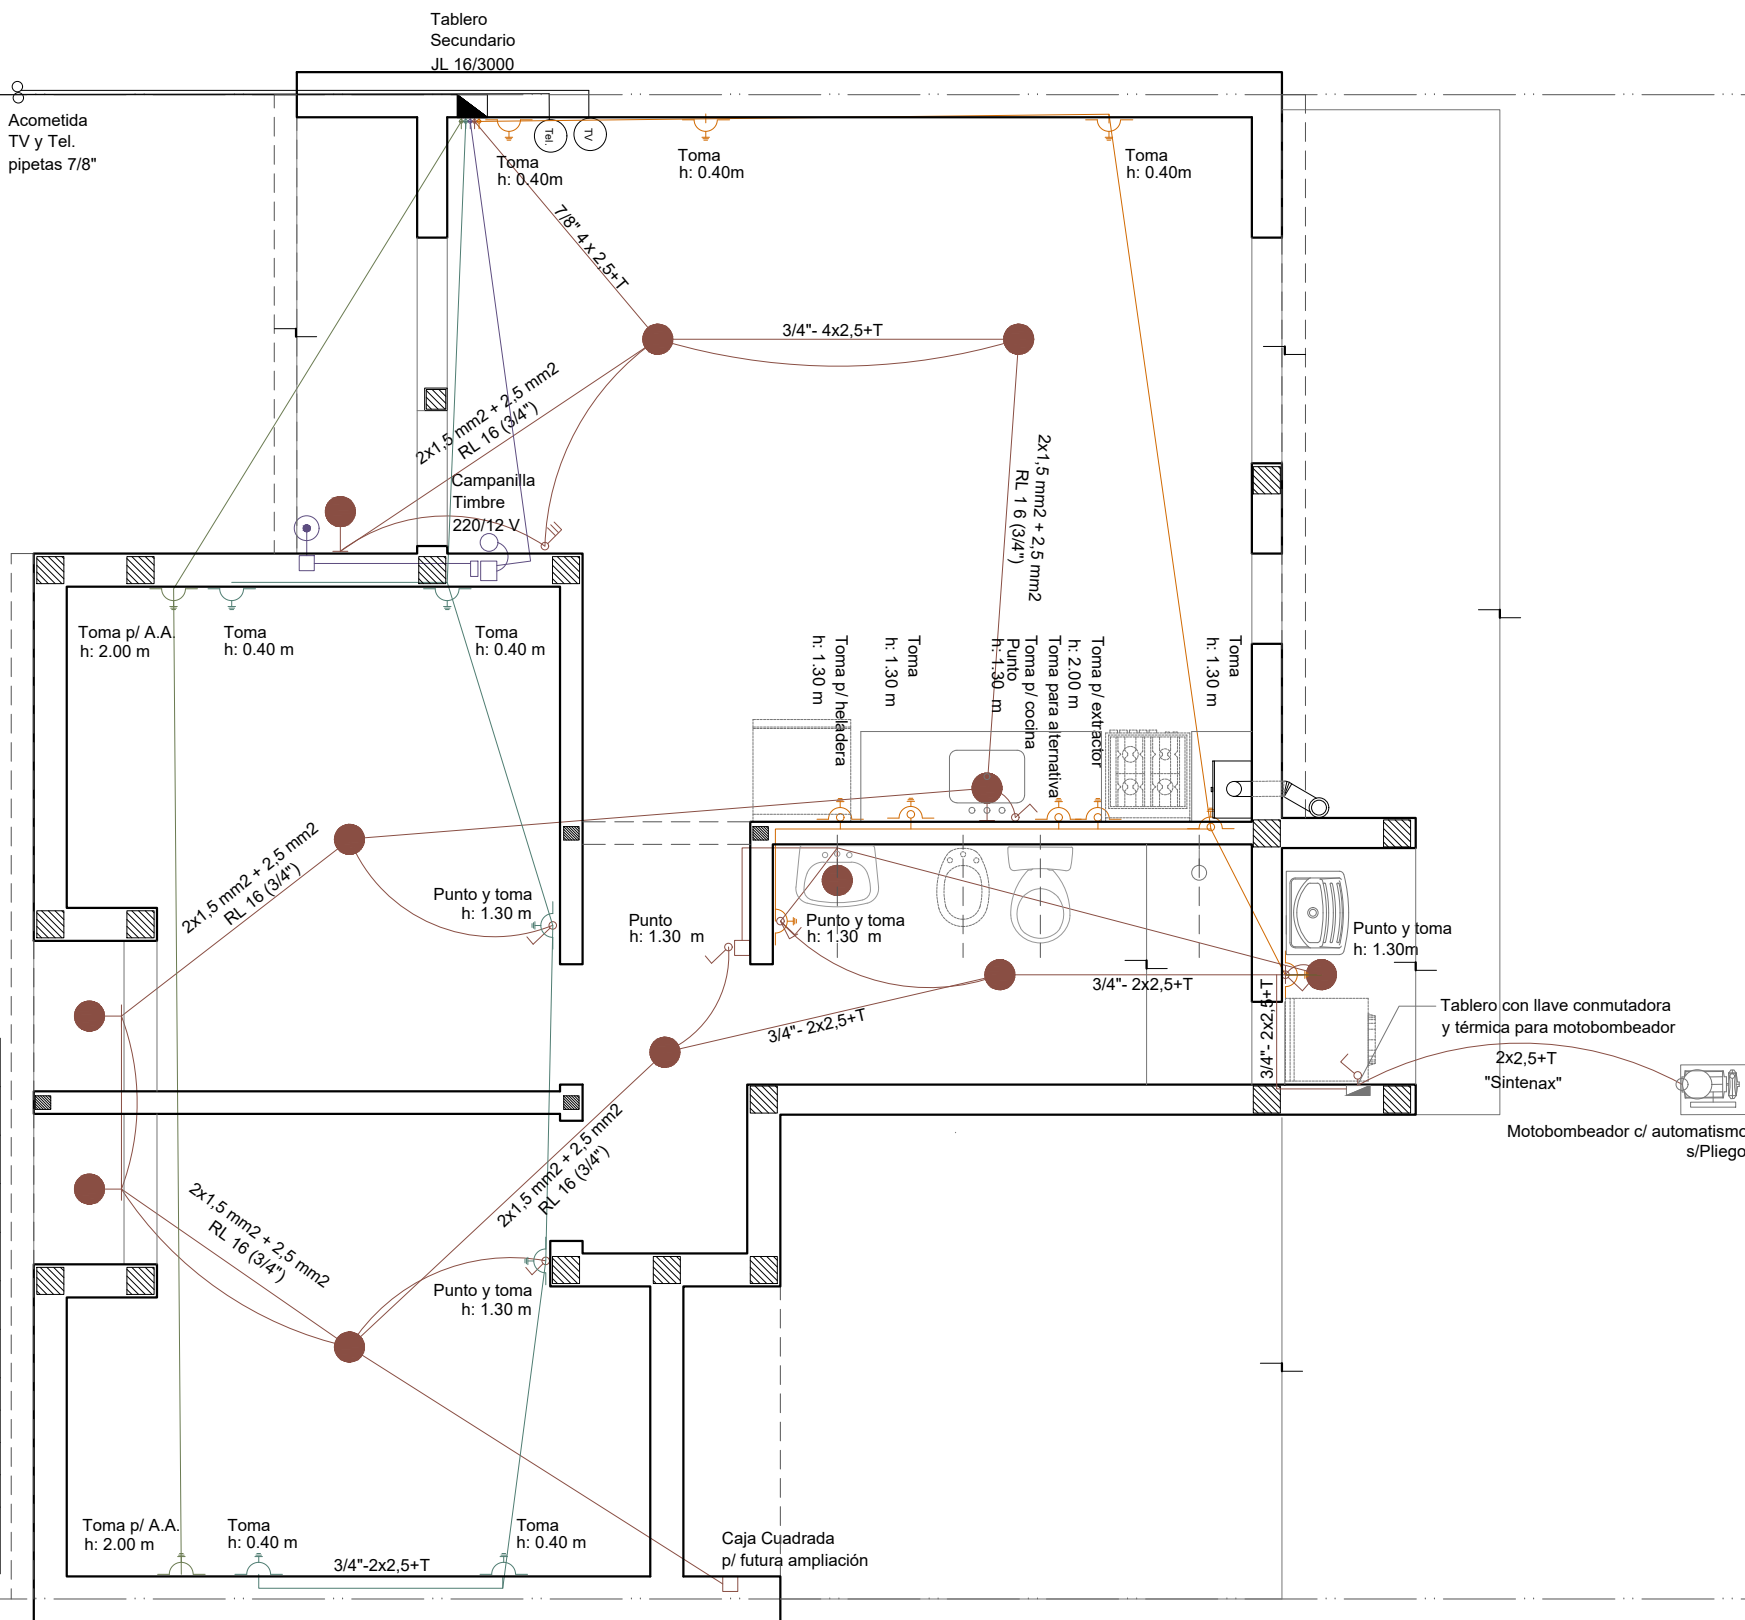 Tablero
Secundario
JL 16/3000
Acometida
TV y Tel.
pipetas 7/8"
Tel.
TV
Toma
h: 0.40m
Toma
h: 0.40m
Toma
h: 0.40m
7/8" 4 x 2,5+T
3/4"- 4x2,5+T
2x1,5 mm2 + 2,5 mm2
RL 16 (3/4")
Campanilla
Timbre
220/12 V
2x1,5 mm2 + 2,5 mm2
RL 1 6 (3/4")
Toma p/ A.A.
h: 2.00 m
Toma
h: 0.40 m
Toma
h: 0.40 m
Toma p/ heladera
h: 1.30 m
Toma
h: 1.30 m
Punto
h: 1.30 m
Toma p/ cocina
Toma para alternativa
Toma p/ extractor
h: 2.00 m
Toma
h: 1.30 m
2x1,5 mm2 + 2,5 mm2
RL 16 (3/4")
Punto y toma
h: 1.30 m
Punto
h: 1.30 m
Punto y toma
h: 1.30 m
Punto y toma
h: 1.30m
3/4"- 2x2,5+T
3/4"- 2x2,5+T
3/4"- 2x2,5+T
Tablero con llave conmutadora
y térmica para motobombeador
2x2,5+T
"Sintenax"
Motobombeador c/ automatismo
s/Pliego
2x1,5 mm2 + 2,5 mm2
RL 16 (3/4")
2x1,5 mm2 + 2,5 mm2
RL 16 (3/4")
Punto y toma
h: 1.30 m
Toma p/ A.A.
h: 2.00 m
Toma
h: 0.40 m
3/4"-2x2,5+T
Toma
h: 0.40 m
Caja Cuadrada
p/ futura ampliación